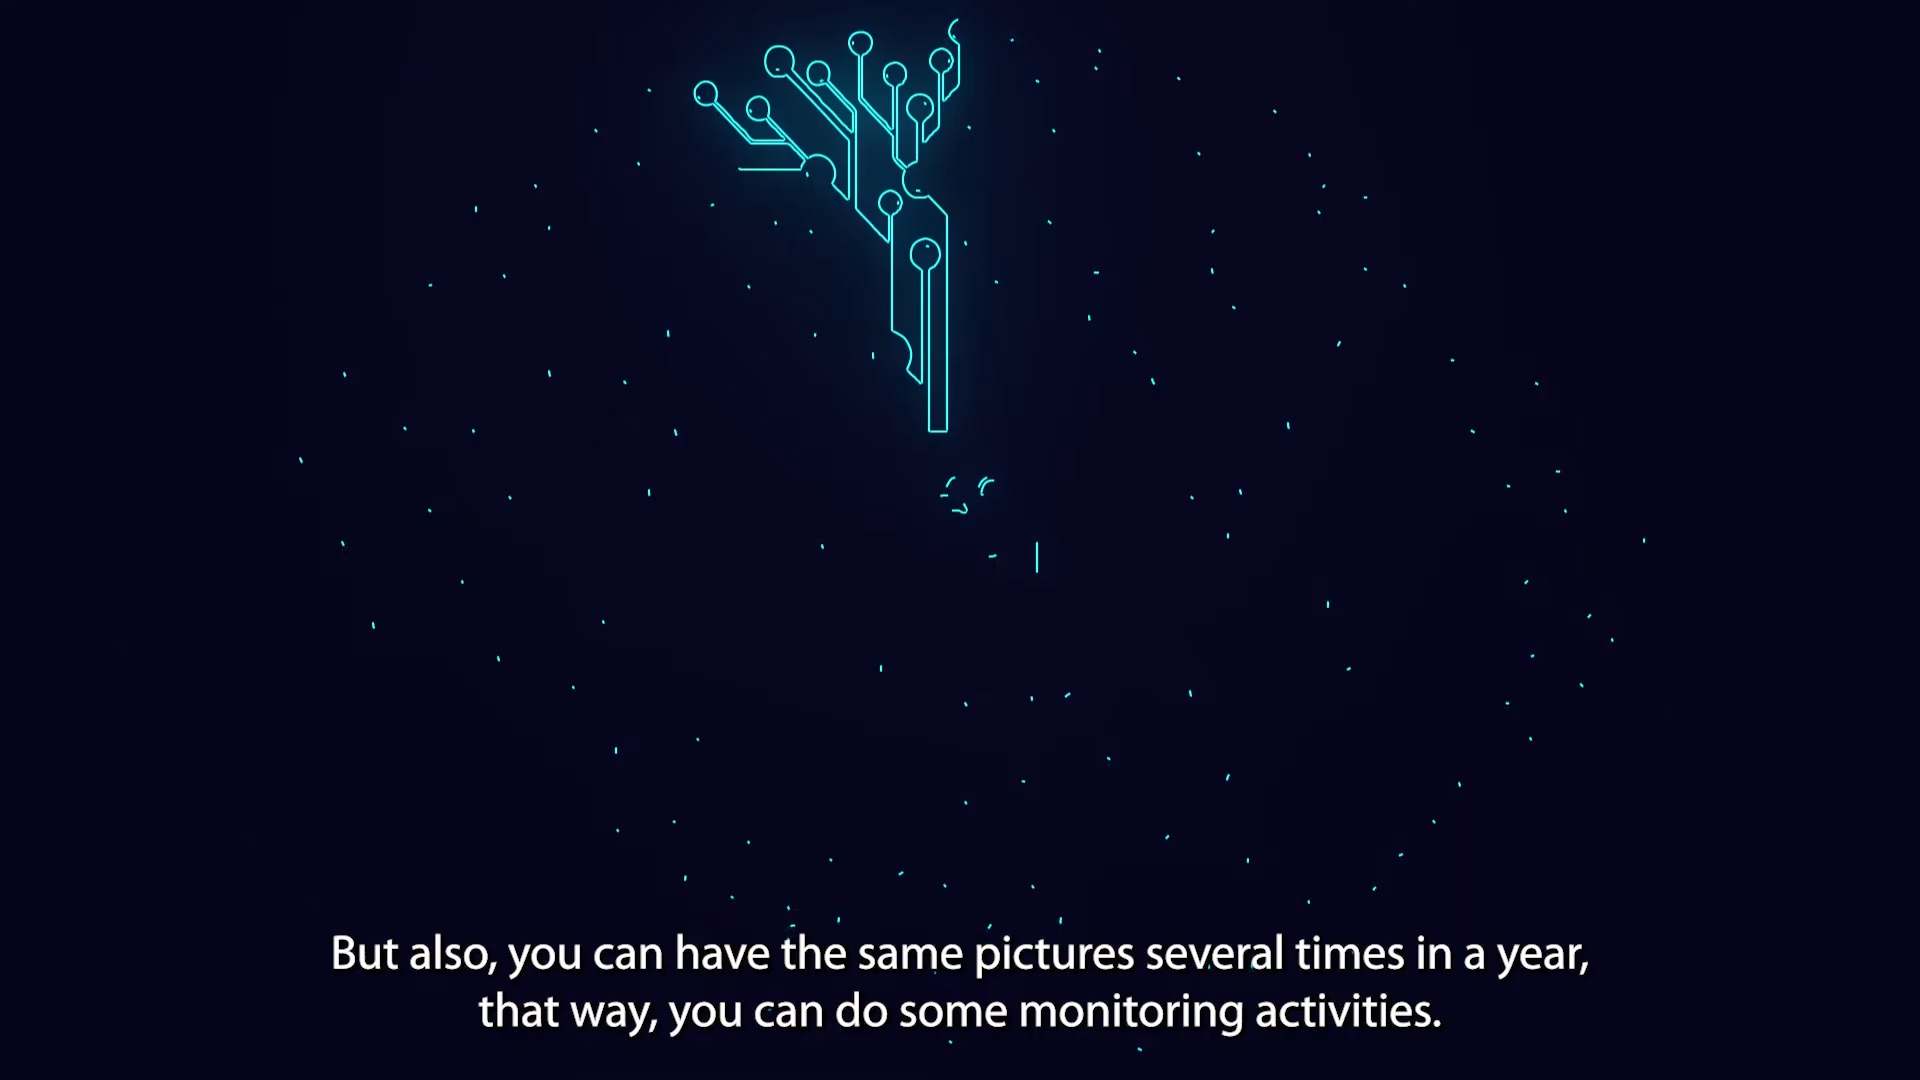 But also, you can have the same pictures several times in a year,
that way, you can do some monitoring activities.